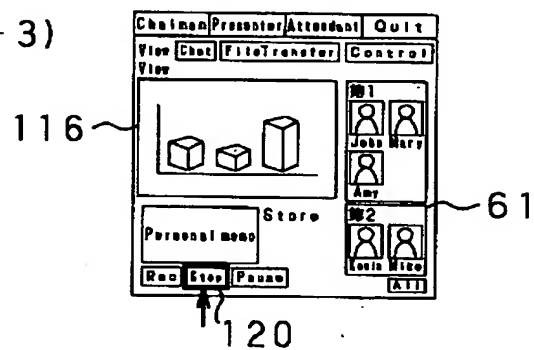 3)
Chairman Presenter Attendant Quit
View Chat FileTransfer Control
View
116
#1
John Mary
Amy
61
#2
Kevin Mike
All
Store
Personal memo
Rec Stop Pause
120